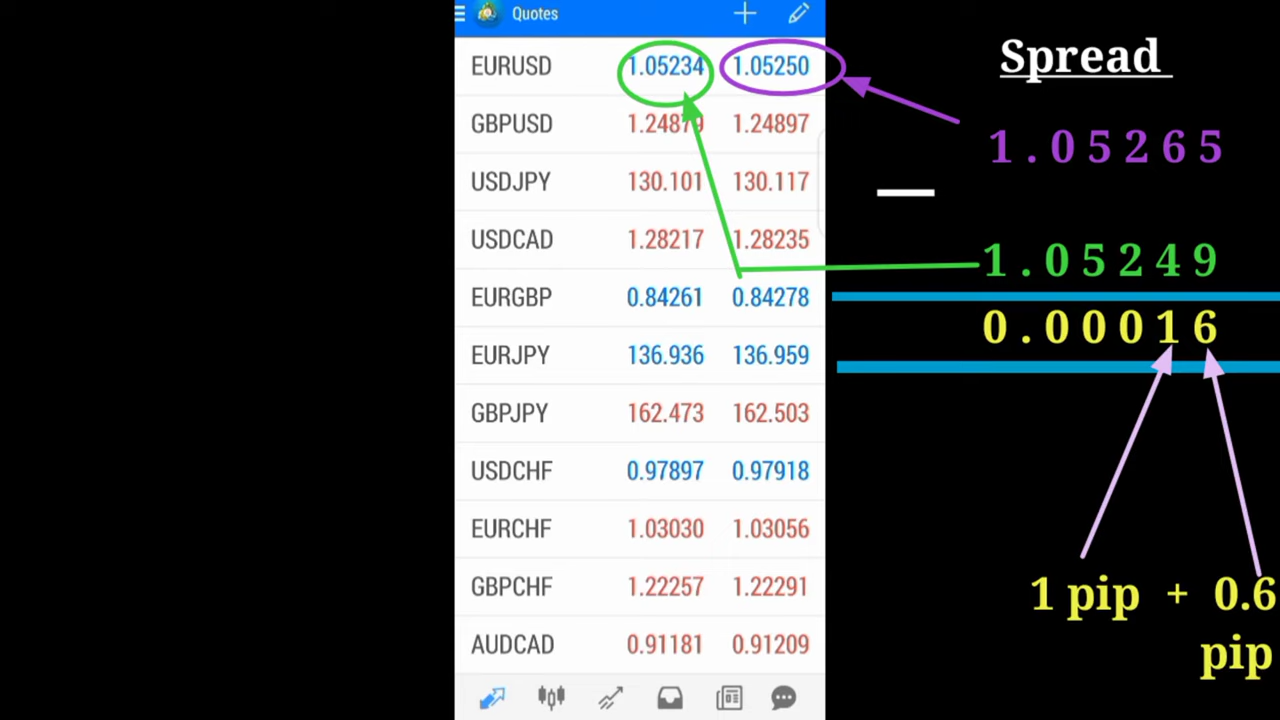 Quotes
EURUSD 1.05234 1.05250
GBPUSD 1.24879 1.24897
USDJPY 130.101 130.117
USDCAD 1.28217 1.28235
EURGBP 0.84261 0.84278
EURJPY 136.936 136.959
GBPJPY 162.473 162.503
USDCHF 0.97897 0.97918
EURCHF 1.03030 1.03056
GBPCHF 1.22257 1.22291
AUDCAD 0.91181 0.91209
Spread
1.05265
—
1.05249
0.00016
1 pip + 0.6
pip